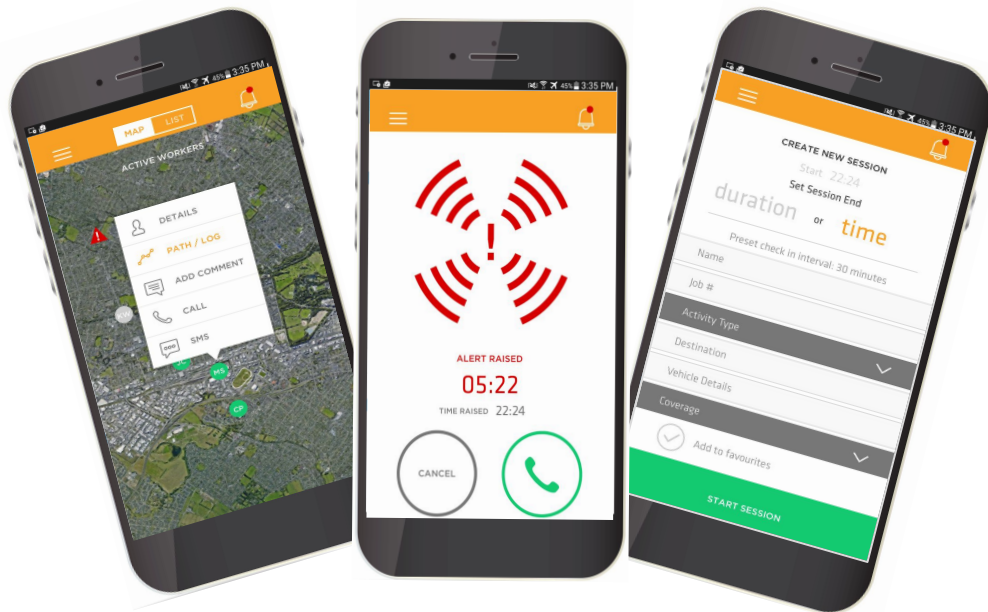 45% 3:35 PM
MAP LIST
ACTIVE WORKERS
DETAILS
PATH / LOG
ADD COMMENT
CALL
SMS
MS
CP
45% 3:35 PM
!
ALERT RAISED
05:22
TIME RAISED 22:24
CANCEL
45% 3:35 PM
CREATE NEW SESSION
Start 22:24
Set Session End
duration or time
Preset check in interval: 30 minutes
Name
Job #
Activity Type
Destination
Vehicle Details
Coverage
Add to favourites
START SESSION